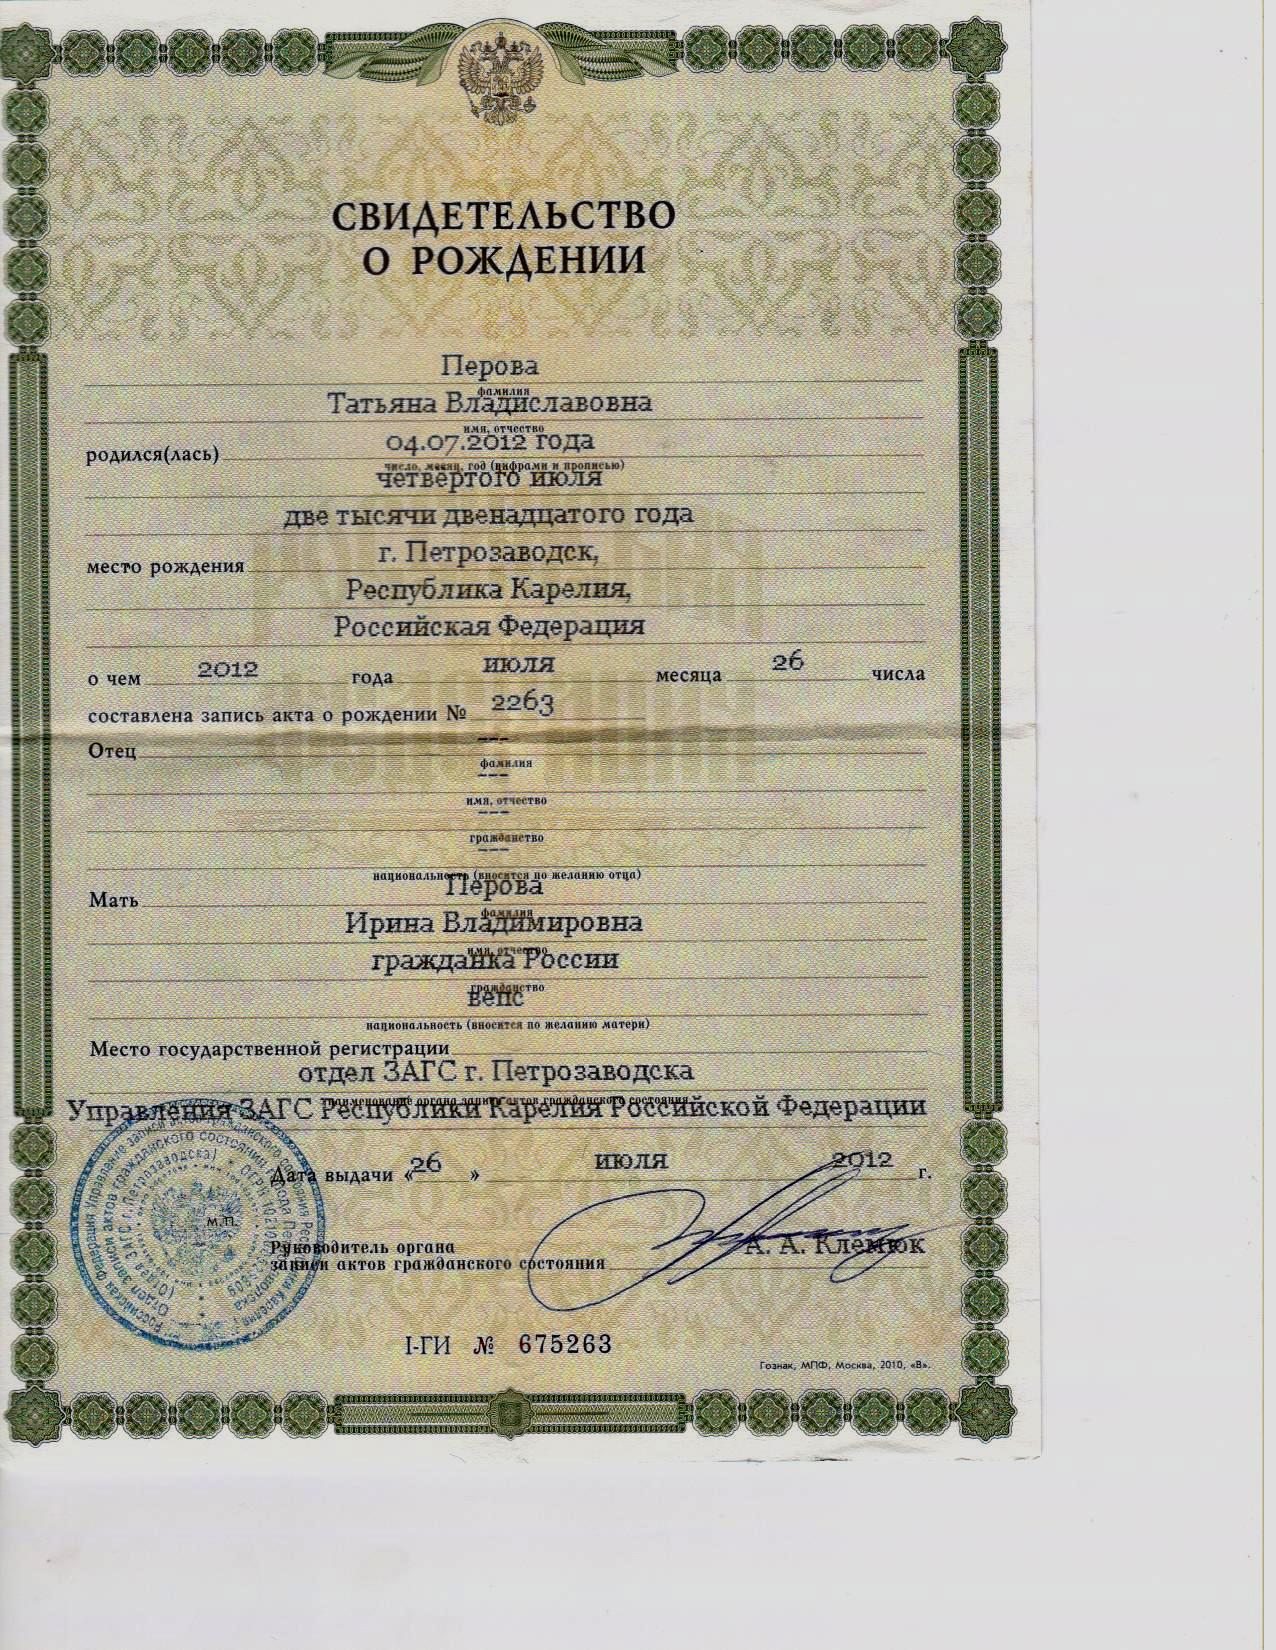 СВИДЕТЕЛЬСТВО
О РОЖДЕНИИ
Перова
фамилия
Татьяна Владиславовна
имя, отчество
родился(лась) 04.07.2012 года
число, месяц, год (цифрами и прописью)
четвертого июля
две тысячи двенадцатого года
место рождения г. Петрозаводск,
Республика Карелия,
Российская Федерация
о чем 2012 года июля месяца 26 числа
составлена запись акта о рождении № 2263
Отец ---
фамилия
---
имя, отчество
---
гражданство
---
национальность (вносится по желанию отца)
Мать Перова
фамилия
Ирина Владимировна
имя, отчество
гражданка России
гражданство
вепс
национальность (вносится по желанию матери)
Место государственной регистрации
отдел ЗАГС г. Петрозаводска
наименование органа записи актов гражданского состояния
Управления ЗАГС Республики Карелия Российской Федерации
Дата выдачи «26» июля 2012 г.
М.П.
Руководитель органа
записи актов гражданского состояния А. А. Клемюк
I-ГИ № 675263
Гознак, МПФ, Москва, 2010, «В».